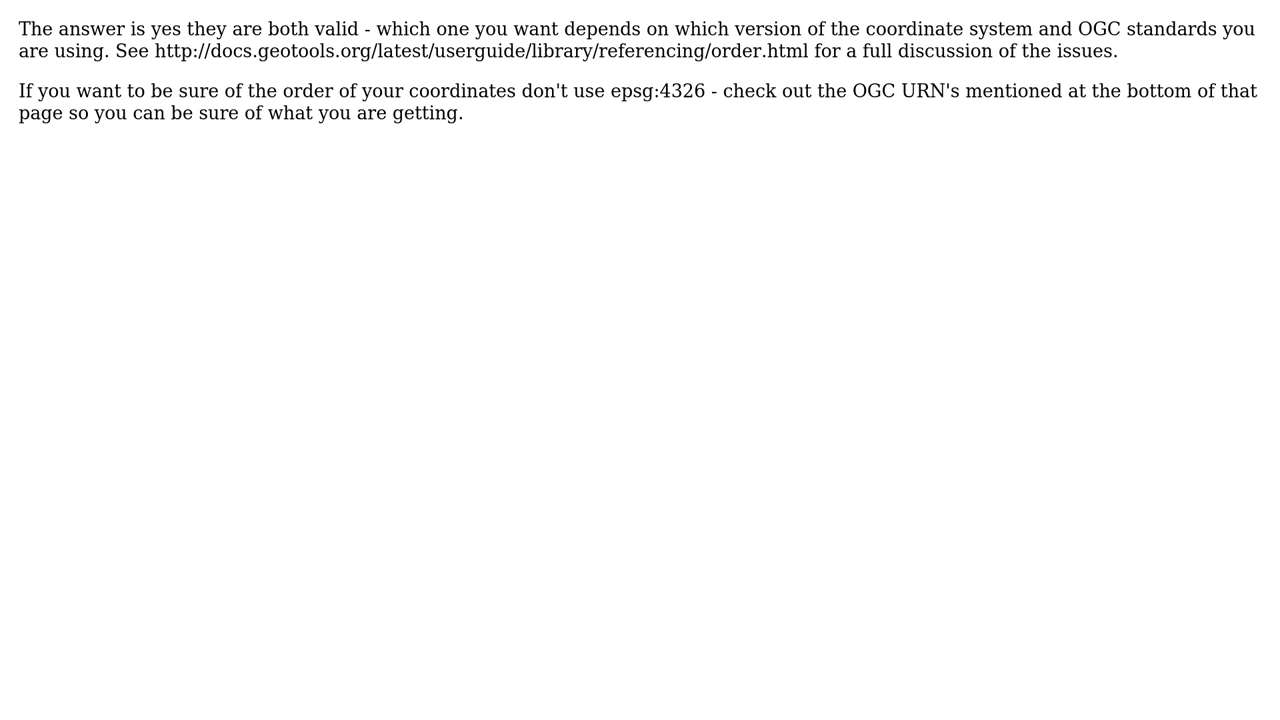 The answer is yes they are both valid - which one you want depends on which version of the coordinate system and OGC standards you
are using. See http://docs.geotools.org/latest/userguide/library/referencing/order.html for a full discussion of the issues.
If you want to be sure of the order of your coordinates don't use epsg:4326 - check out the OGC URN's mentioned at the bottom of that
page so you can be sure of what you are getting.